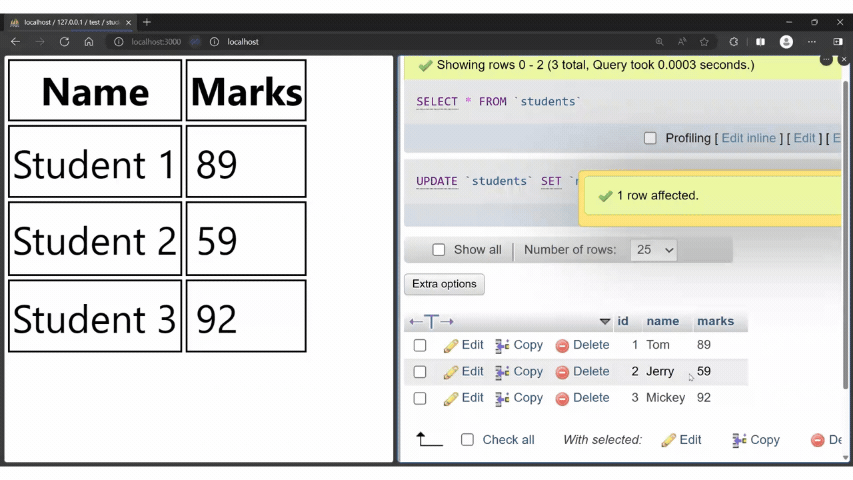 localhost / 127.0.0.1 / test / stud
localhost:3000
localhost
Name Marks
Student 1 89
Student 2 59
Student 3 92
Showing rows 0 - 2 (3 total, Query took 0.0003 seconds.)
SELECT * FROM `students`
Profiling [ Edit inline ] [ Edit ] [ E
UPDATE `students` SET `
1 row affected.
Show all Number of rows: 25
Extra options
id name marks
Edit Copy Delete 1 Tom 89
Edit Copy Delete 2 Jerry 59
Edit Copy Delete 3 Mickey 92
Check all With selected: Edit Copy De